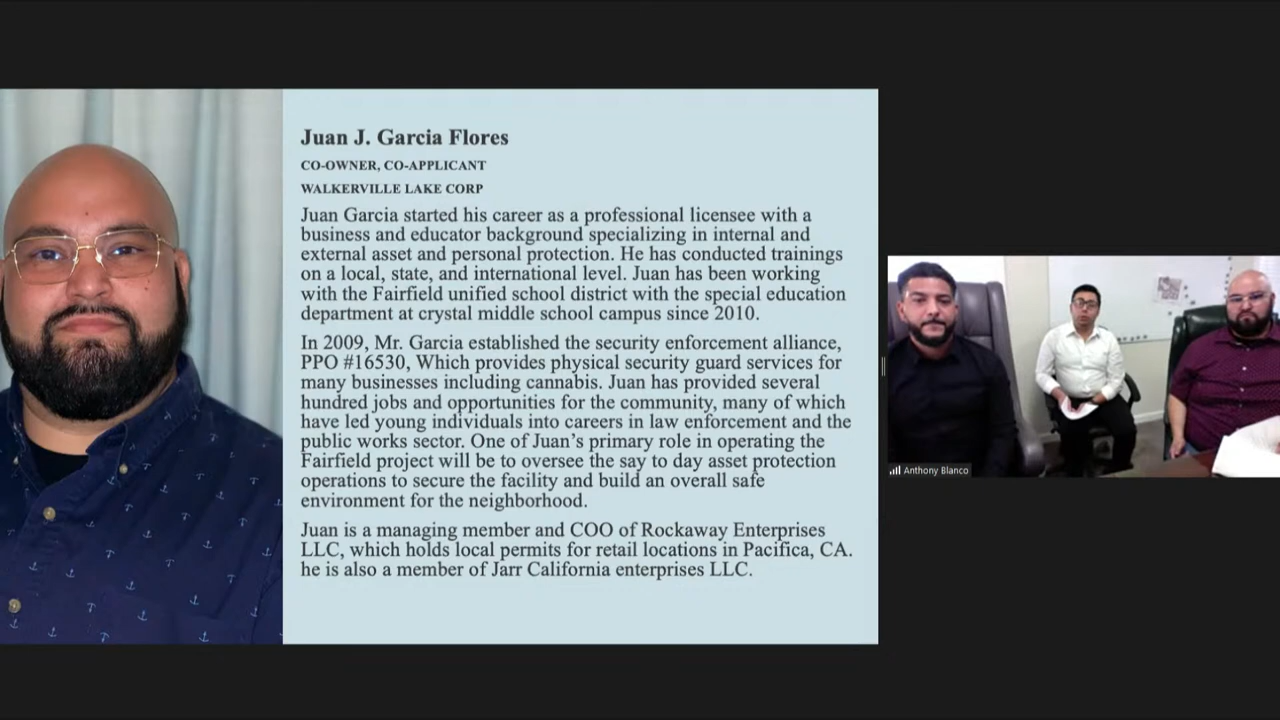 Juan J. Garcia Flores
CO-OWNER, CO-APPLICANT
WALKERVILLE LAKE CORP
Juan Garcia started his career as a professional licensee with a
business and educator background specializing in internal and
external asset and personal protection. He has conducted trainings
on a local, state, and international level. Juan has been working
with the Fairfield unified school district with the special education
department at crystal middle school campus since 2010.
In 2009, Mr. Garcia established the security enforcement alliance,
PPO #16530, Which provides physical security guard services for
many businesses including cannabis. Juan has provided several
hundred jobs and opportunities for the community, many of which
have led young individuals into careers in law enforcement and the
public works sector. One of Juan’s primary role in operating the
Fairfield project will be to oversee the say to day asset protection
operations to secure the facility and build an overall safe
environment for the neighborhood.
Juan is a managing member and COO of Rockaway Enterprises
LLC, which holds local permits for retail locations in Pacifica, CA.
he is also a member of Jarr California enterprises LLC.
Anthony Blanco